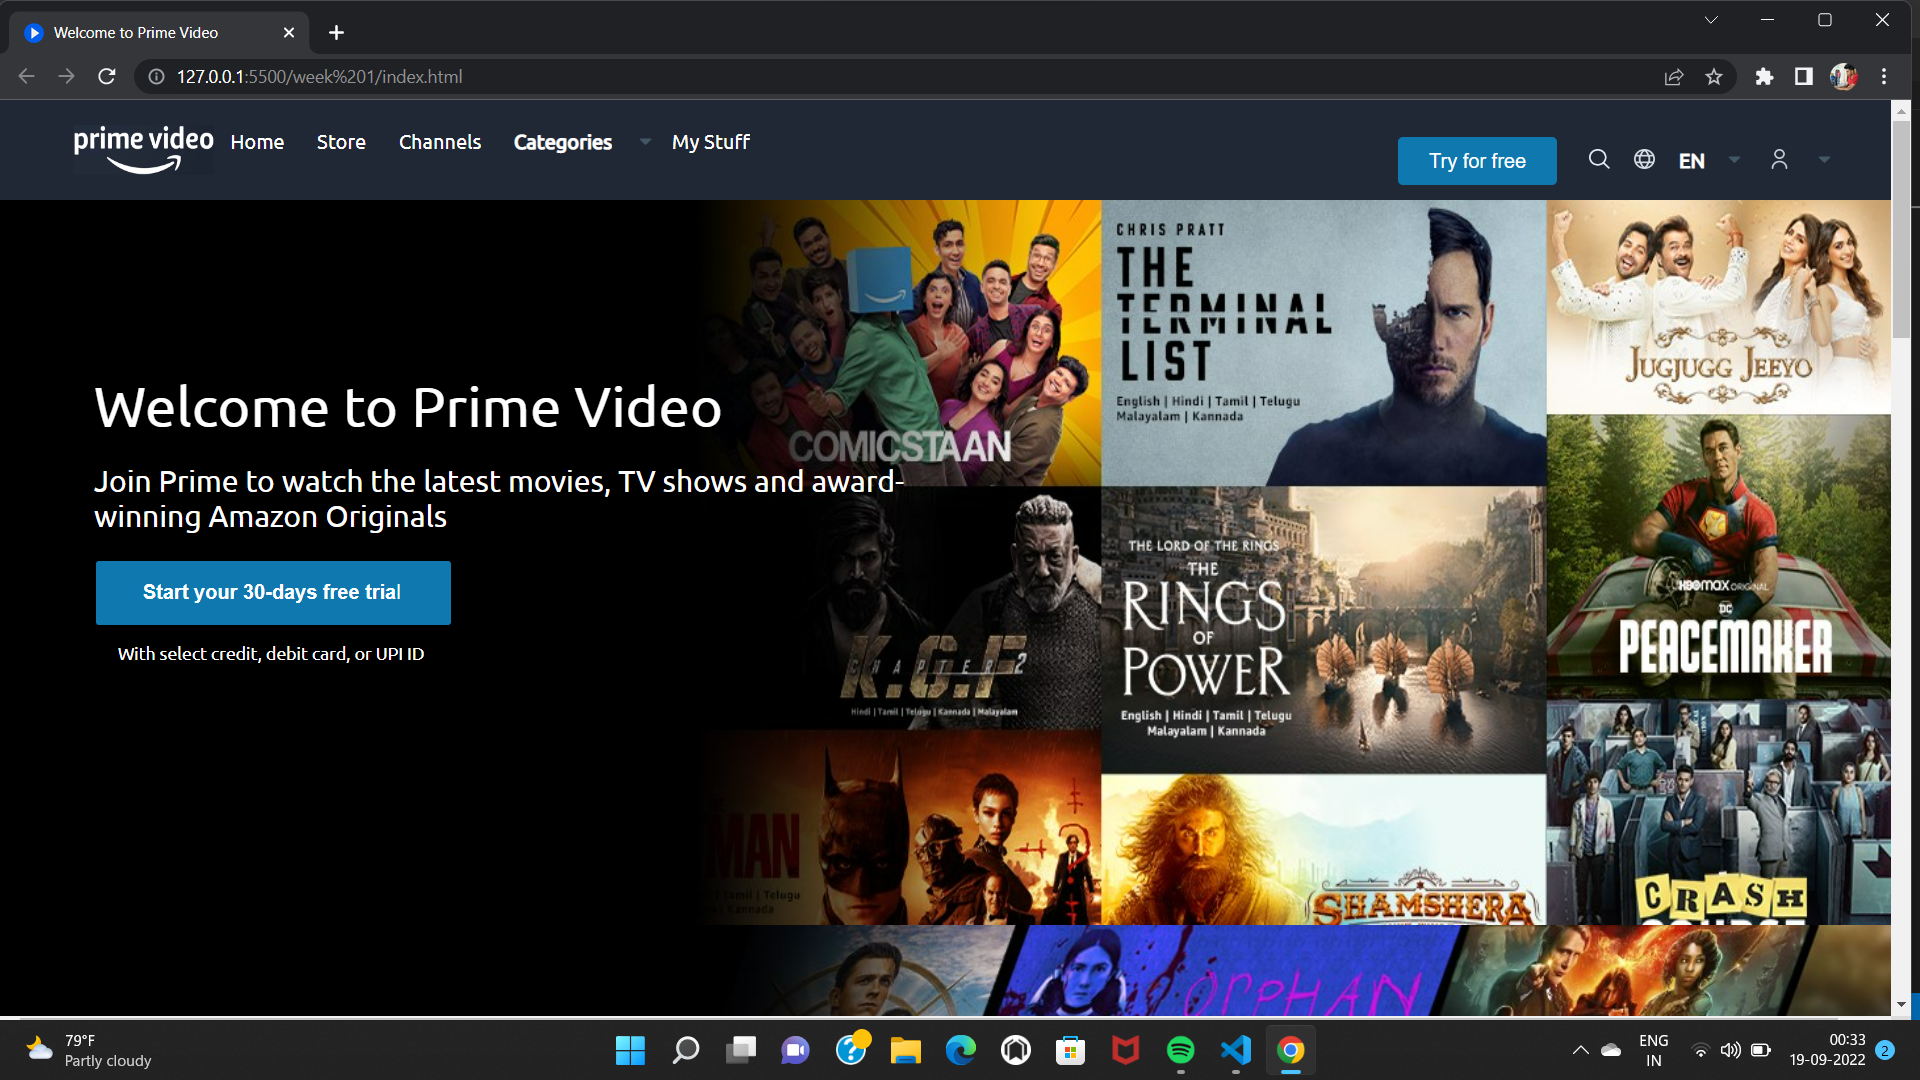 Welcome to Prime Video
127.0.0.1:5500/week%201/index.html
prime video
Home
Store
Channels
Categories
My Stuff
Try for free
EN
Welcome to Prime Video
Join Prime to watch the latest movies, TV shows and award-
winning Amazon Originals
Start your 30-days free trial
With select credit, debit card, or UPI ID
COMICSTAAN
CHRIS PRATT
THE
TERMINAL
LIST
English | Hindi | Tamil | Telugu
Malayalam | Kannada
JUGJUGG JEEYO
K.G.F
CHAPTER 2
Hindi | Tamil | Telugu | Kannada | Malayalam
THE LORD OF THE RINGS
THE
RINGS
OF
POWER
English | Hindi | Tamil | Telugu
Malayalam | Kannada
HBOMAX ORIGINAL
DC
PEACEMAKER
MAN
Tamil | Telugu
Kannada
SHAMSHERA
CRASH
ORPHAN
79°F
Partly cloudy
ENG
IN
00:33
19-09-2022
2